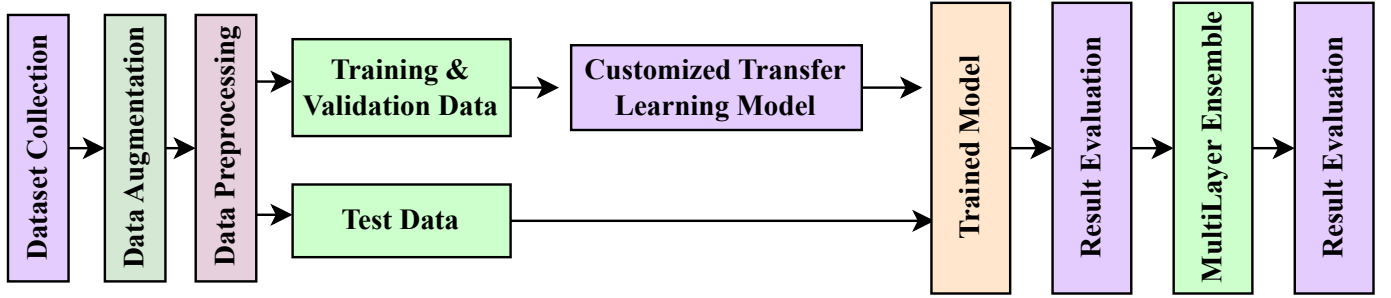 Dataset Collection
Data Augmentation
Data Preprocessing
Training &
Validation Data
Test Data
Customized Transfer
Learning Model
Trained Model
Result Evaluation
MultiLayer Ensemble
Result Evaluation